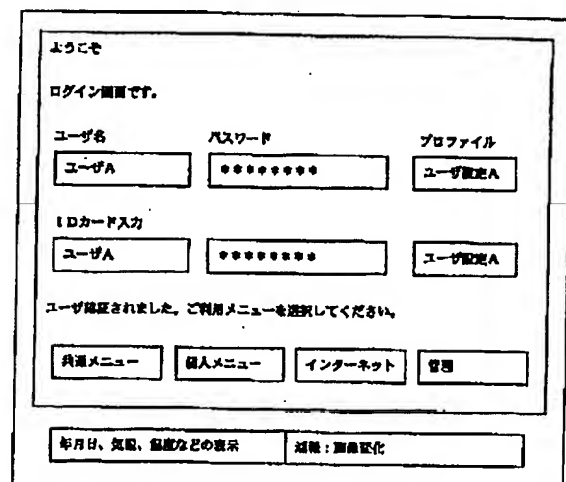 ようこそ
ログイン画面です。
ユーザ名 パスワード プロファイル
ユーザA ******** ユーザ設定A
IDカード入力
ユーザA ******** ユーザ設定A
ユーザ認証されました。ご利用メニューを選択してください。
共通メニュー 個人メニュー インターネット 管理
年月日、気温、湿度などの表示 :画像変化